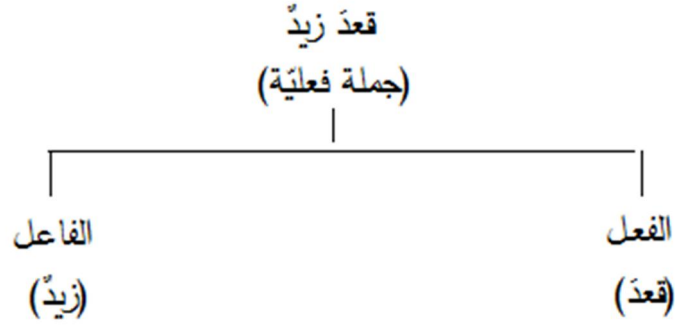 قعدَ زيدٌ
(جملة فعليّة)
الفعل
(قعدَ)
الفاعل
(زيدٌ)